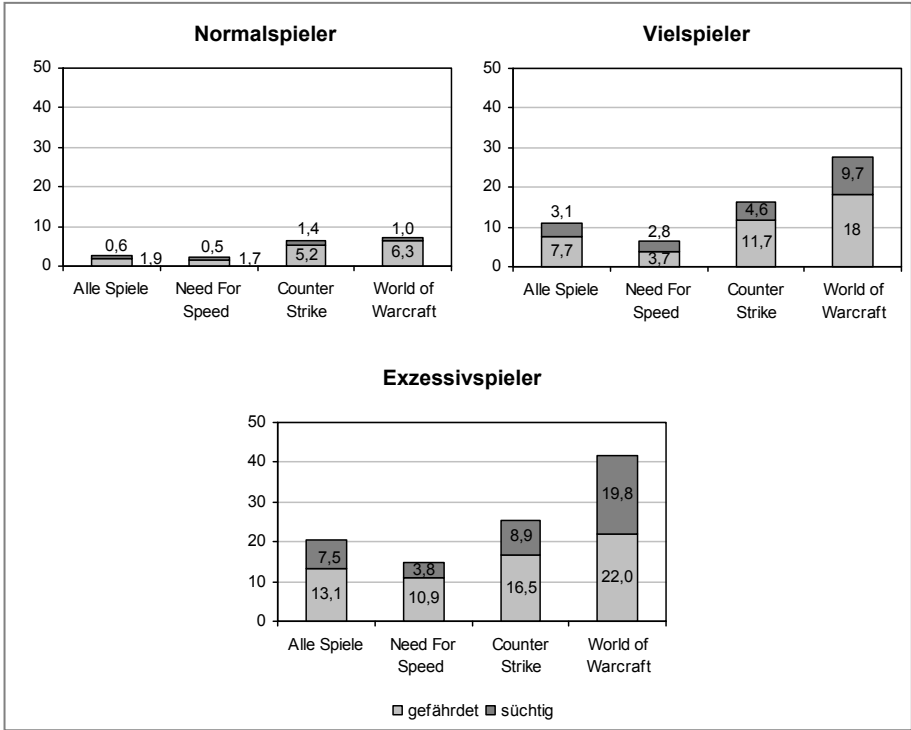 Normalspieler
50
40
30
20
10
0
0,6
1,9
0,5
1,7
1,4
5,2
1,0
6,3
Alle Spiele
Need For
Speed
Counter
Strike
World of
Warcraft
Vielspieler
50
40
30
20
10
0
3,1
7,7
2,8
3,7
4,6
11,7
9,7
18
Alle Spiele
Need For
Speed
Counter
Strike
World of
Warcraft
Exzessivspieler
50
40
30
20
10
0
7,5
13,1
3,8
10,9
8,9
16,5
19,8
22,0
Alle Spiele
Need For
Speed
Counter
Strike
World of
Warcraft
gefährdet süchtig